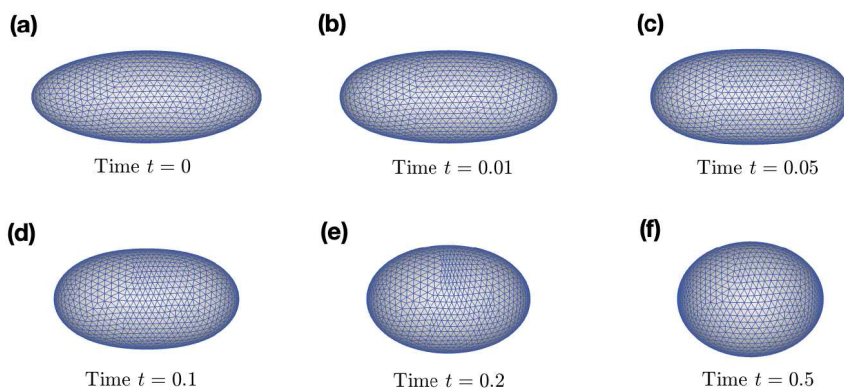 (a)
(b)
(c)
Time t = 0
Time t = 0.01
Time t = 0.05
(d)
(e)
(f)
Time t = 0.1
Time t = 0.2
Time t = 0.5